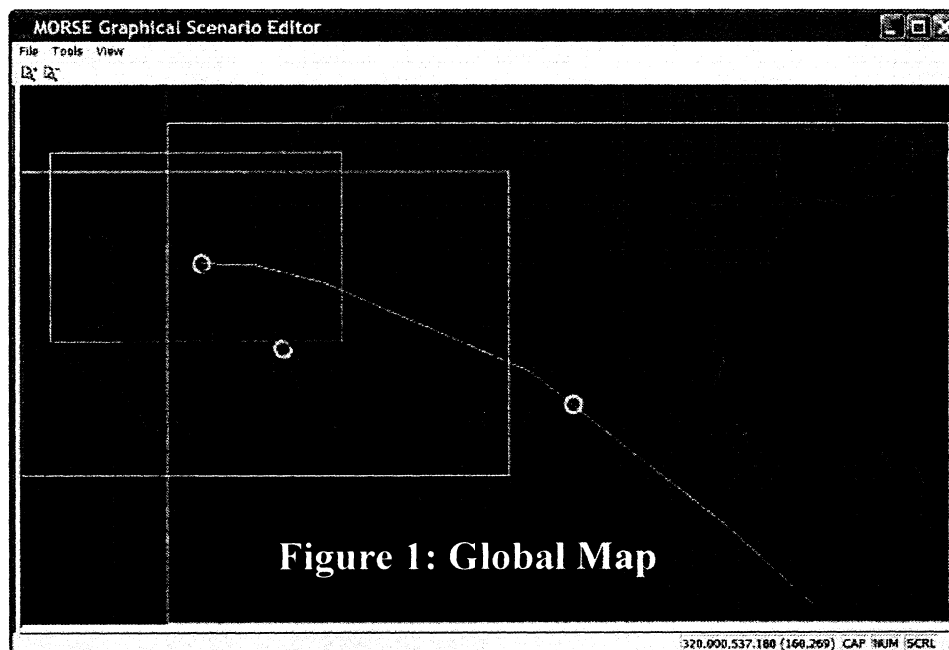 MORSE Graphical Scenario Editor
File Tools View
Figure 1: Global Map
320.000,537.180 (160,269) CAP NUM SCRL